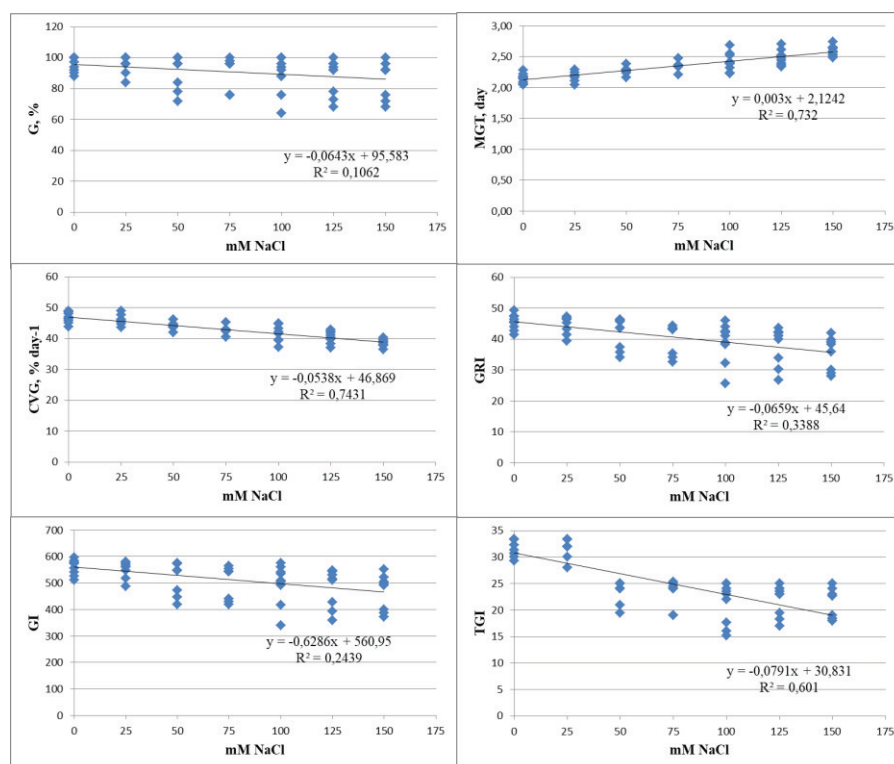 G, %
120
100
80
60
40
20
0
y = -0,0643x + 95,583
R² = 0,1062
0 25 50 75 100 125 150 175
mM NaCl
MGT, day
3,00
2,50
2,00
1,50
1,00
0,50
0,00
y = 0,003x + 2,1242
R² = 0,732
0 25 50 75 100 125 150 175
mM NaCl
CVG, % day-1
60
50
40
30
20
10
0
y = -0,0538x + 46,869
R² = 0,7431
0 25 50 75 100 125 150 175
mM NaCl
GRI
60
50
40
30
20
10
0
y = -0,0659x + 45,64
R² = 0,3388
0 25 50 75 100 125 150 175
mM NaCl
GI
700
600
500
400
300
200
100
0
y = -0,6286x + 560,95
R² = 0,2439
0 25 50 75 100 125 150 175
mM NaCl
TGI
35
30
25
20
15
10
5
0
y = -0,0791x + 30,831
R² = 0,601
0 25 50 75 100 125 150 175
mM NaCl